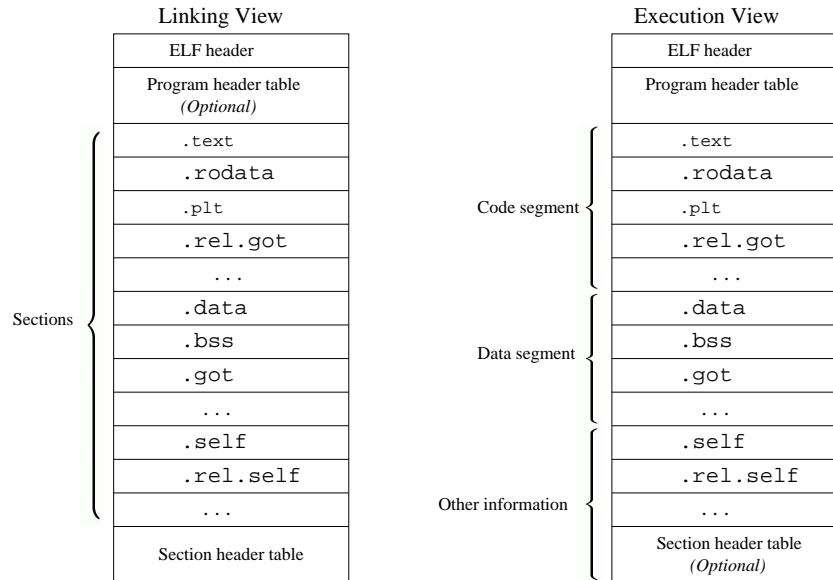 Linking View
ELF header
Program header table
(Optional)
.text
.rodata
.plt
.rel.got
...
.data
.bss
.got
...
.self
.rel.self
...
Section header table
Sections
Execution View
ELF header
Program header table
.text
.rodata
.plt
.rel.got
...
.data
.bss
.got
...
.self
.rel.self
...
Section header table
(Optional)
Code segment
Data segment
Other information